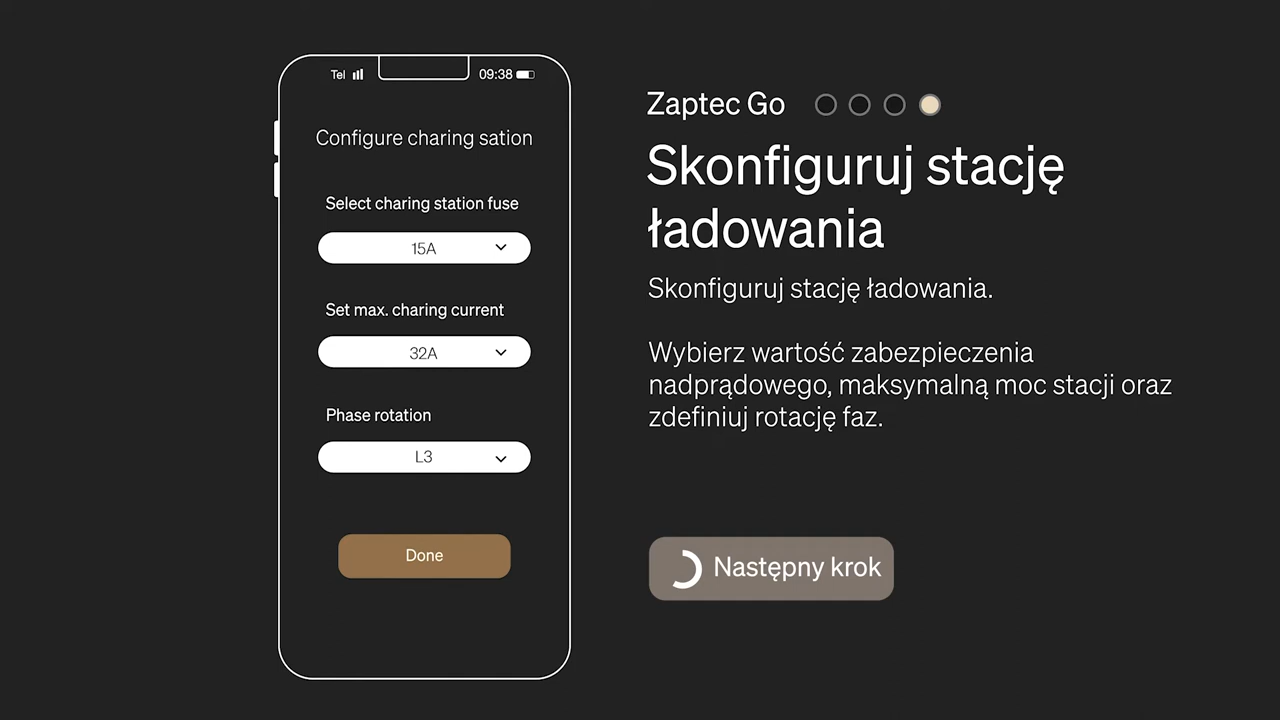 Tel
09:38
Configure charing sation
Select charing station fuse
15A
Set max. charing current
32A
Phase rotation
L3
Done
Zaptec Go
Skonfiguruj stację
ładowania
Skonfiguruj stację ładowania.
Wybierz wartość zabezpieczenia
nadprądowego, maksymalną moc stacji oraz
zdefiniuj rotację faz.
Następny krok